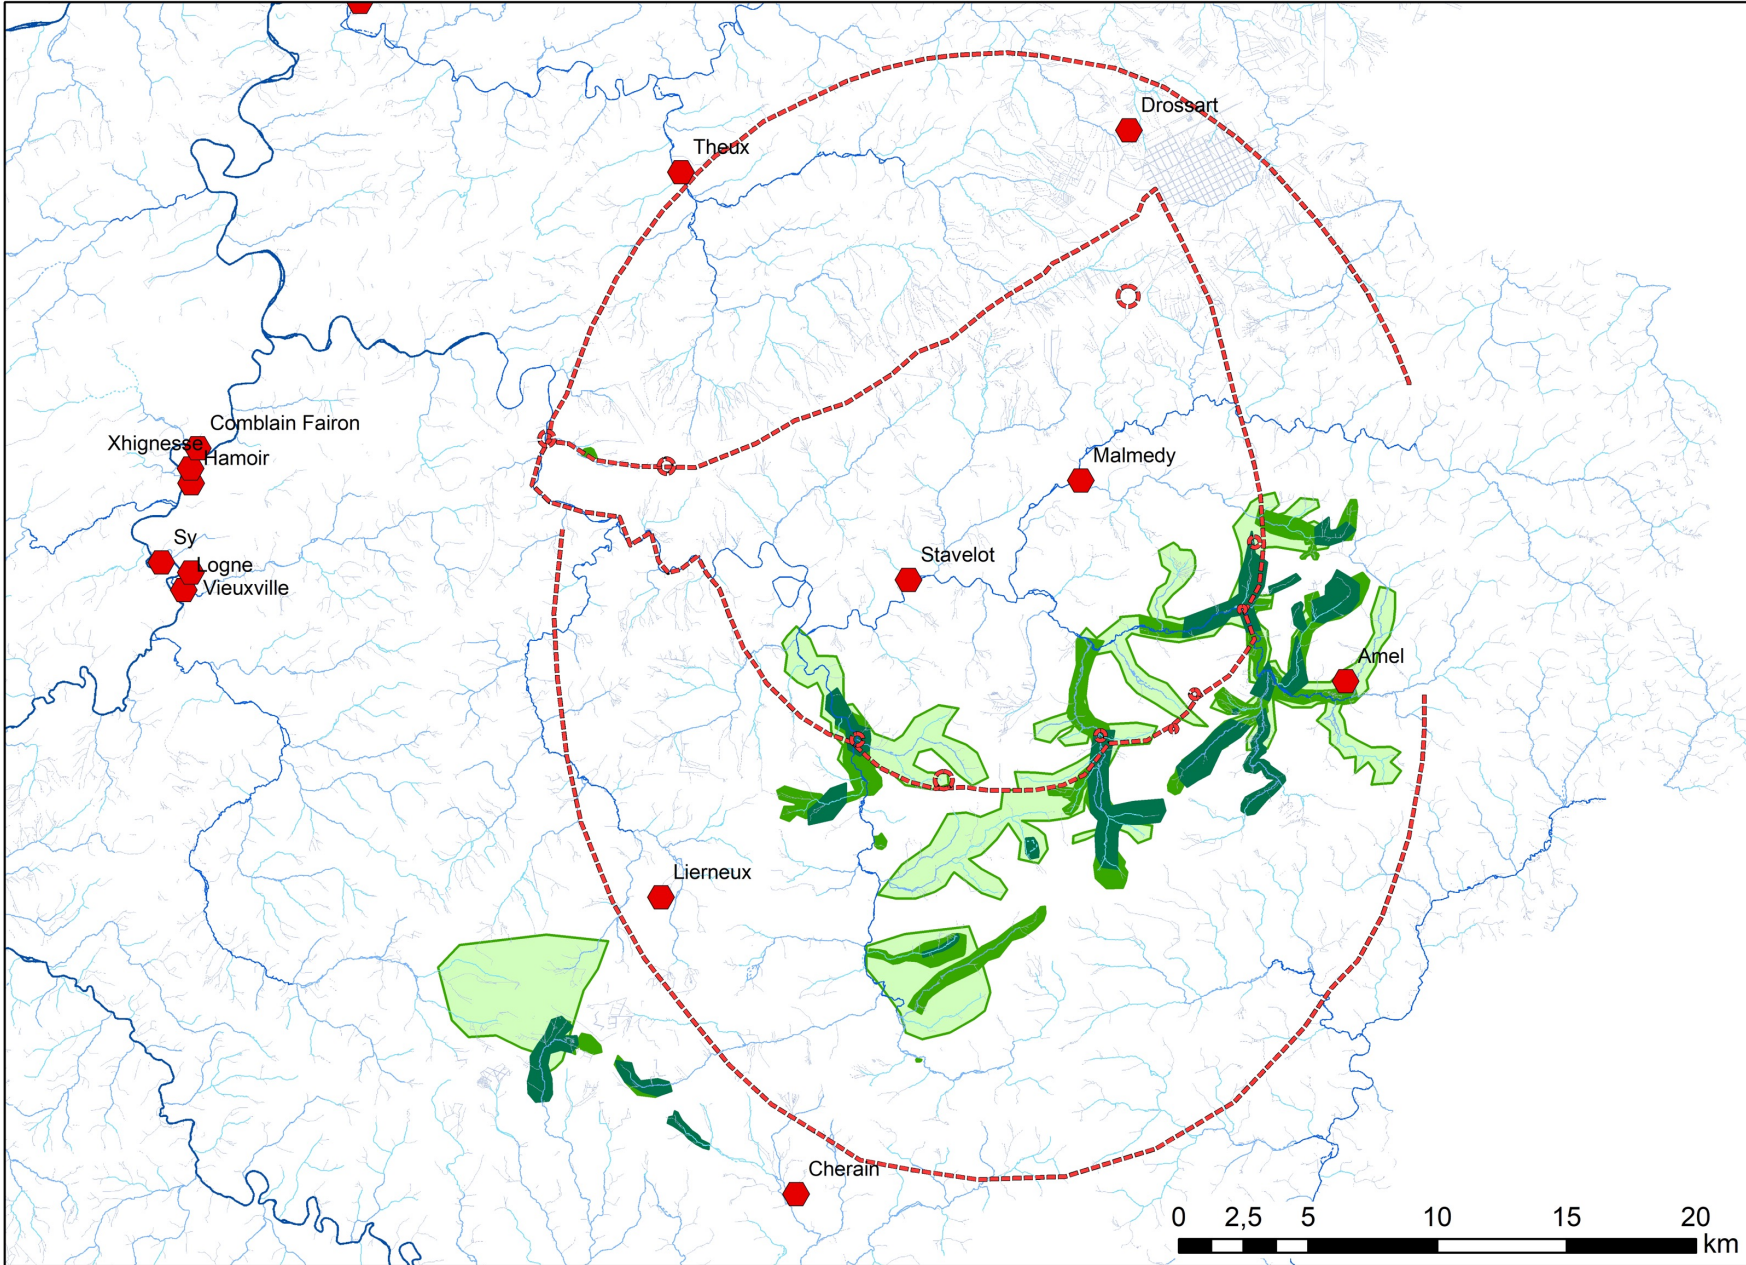 Drossart
Theux
Comblain Fairon
Xhignesse
Hamoir
Malmedy
Sy
Stavelot
Logne
Vieuxville
Amel
Lierneux
Cherain
0 2,5 5 10 15 20
km